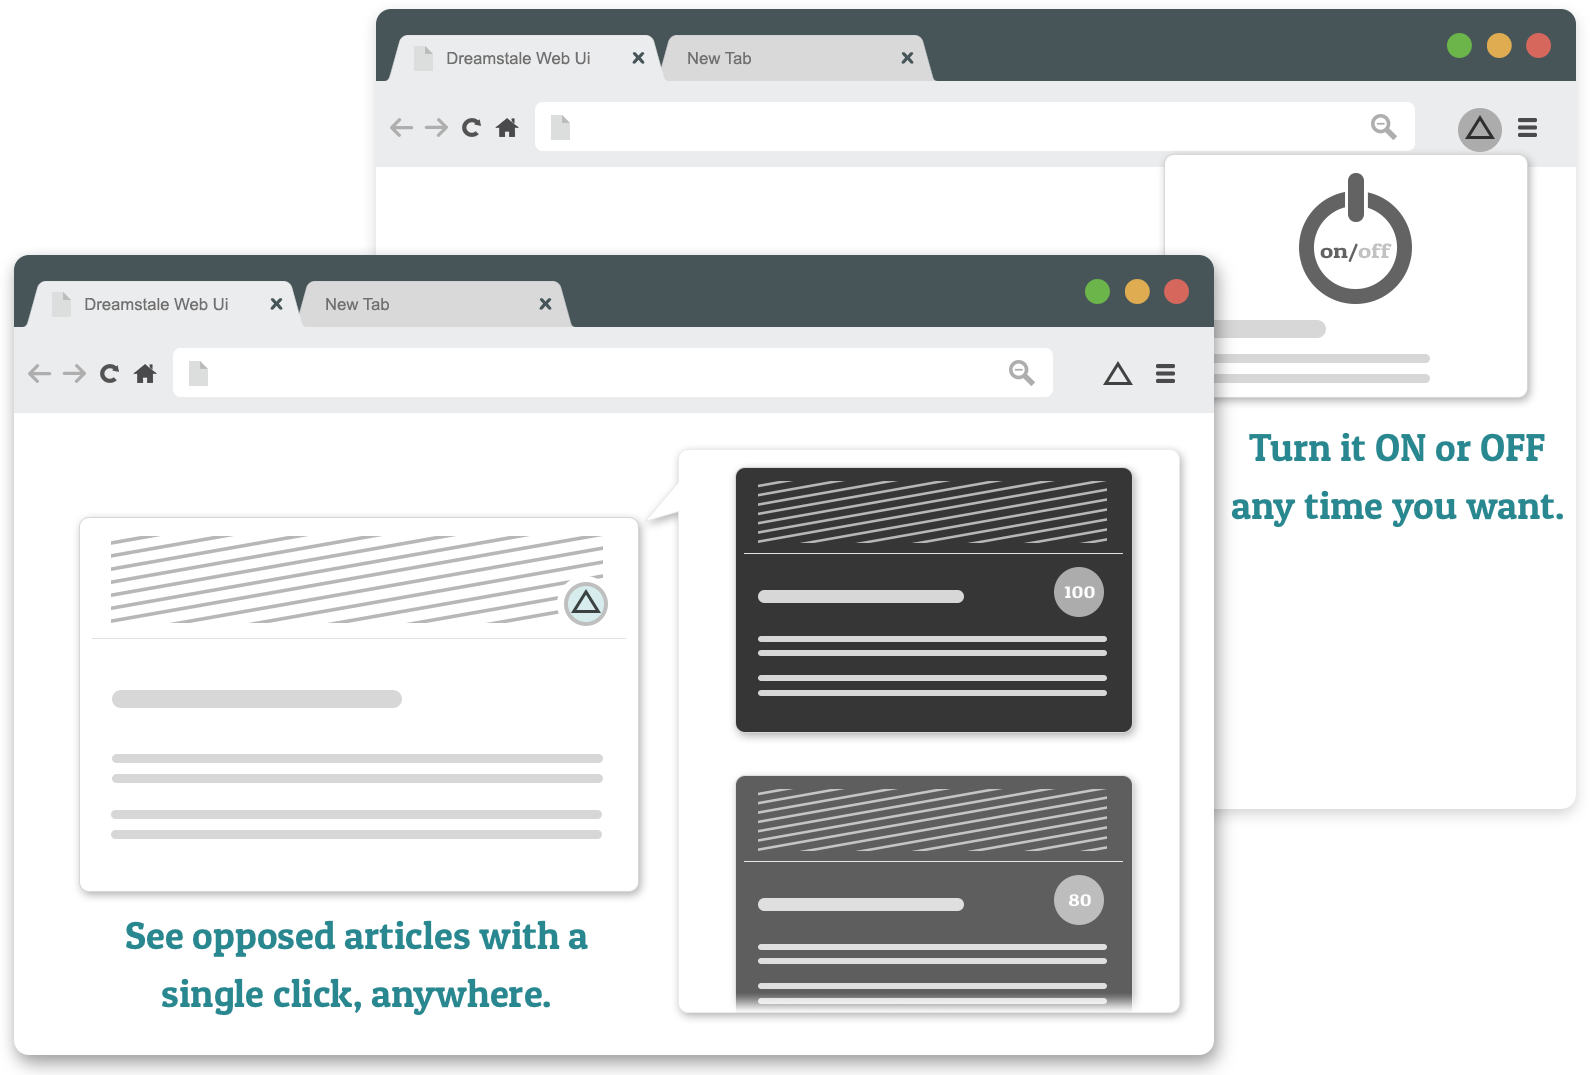 Dreamstale Web Ui
New Tab
on/off
Turn it ON or OFF
any time you want.
Dreamstale Web Ui
New Tab
100
80
See opposed articles with a
single click, anywhere.